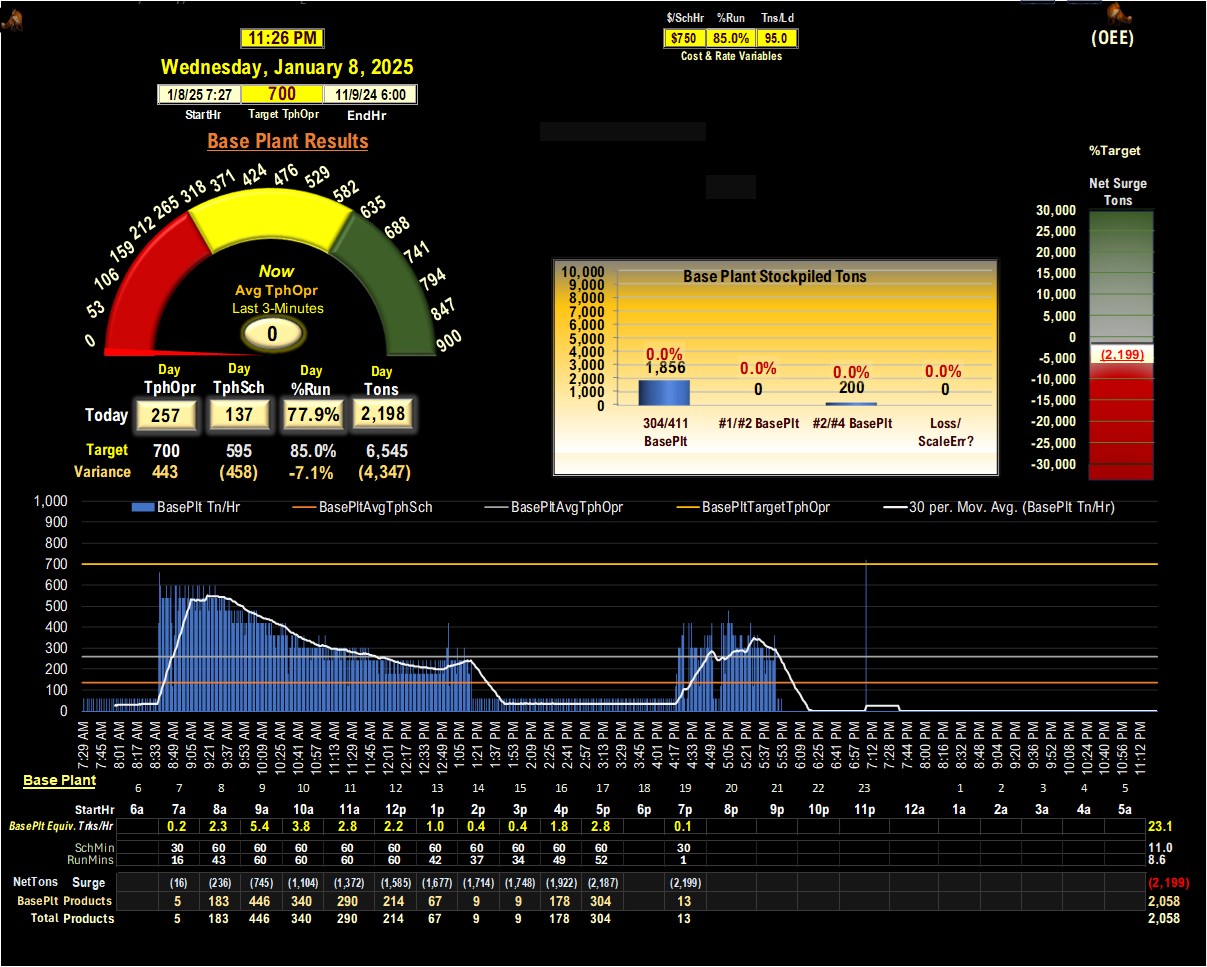 $/SchHr %Run Tns/Ld
$750 85.0% 95.0
Cost & Rate Variables
(OEE)
11:26 PM
Wednesday, January 8, 2025
1/8/25 7:27 700 11/9/24 6:00
StartHr Target TphOpr EndHr
Base Plant Results
0 53 106 159 212 265 318 371 424 476 529 582 635 688 741 794 847 900
Now
Avg TphOpr
Last 3-Minutes
0
Day Day Day Day
TphOpr TphSch %Run Tons
Today 257 137 77.9% 2,198
Target 700 595 85.0% 6,545
Variance 443 (458) -7.1% (4,347)
Base Plant Stockpiled Tons
10,000
9,000
8,000
7,000
6,000
5,000
4,000
3,000
2,000
1,000
0
0.0% 0.0% 0.0% 0.0%
1,856 0 200 0
304/411 BasePlt
#1/#2 BasePlt
#2/#4 BasePlt
Loss/ ScaleErr?
%Target
Net Surge
Tons
30,000
25,000
20,000
15,000
10,000
5,000
0
-5,000
-10,000
-15,000
-20,000
-25,000
-30,000
(2,199)
BasePlt Tn/Hr BasePltAvgTphSch BasePltAvgTphOpr BasePltTargetTphOpr 30 per. Mov. Avg. (BasePlt Tn/Hr)
1,000
900
800
700
600
500
400
300
200
100
0
7:29 AM 7:45 AM 8:01 AM 8:17 AM 8:33 AM 8:49 AM 9:05 AM 9:21 AM 9:37 AM 9:53 AM 10:09 AM 10:25 AM 10:41 AM 10:57 AM 11:13 AM 11:29 AM 11:45 AM 12:01 PM 12:17 PM 12:33 PM 12:49 PM 1:05 PM 1:21 PM 1:37 PM 1:53 PM 2:09 PM 2:25 PM 2:41 PM 2:57 PM 3:13 PM 3:29 PM 3:45 PM 4:01 PM 4:17 PM 4:33 PM 4:49 PM 5:05 PM 5:21 PM 5:37 PM 5:53 PM 6:09 PM 6:25 PM 6:41 PM 6:57 PM 7:12 PM 7:28 PM 7:44 PM 8:00 PM 8:16 PM 8:32 PM 8:48 PM 9:04 PM 9:20 PM 9:36 PM 9:52 PM 10:08 PM 10:24 PM 10:40 PM 10:56 PM 11:12 PM
Base Plant
6 7 8 9 10 11 12 13 14 15 16 17 18 19 20 21 22 23 1 2 3 4 5
StartHr 6a 7a 8a 9a 10a 11a 12p 1p 2p 3p 4p 5p 6p 7p 8p 9p 10p 11p 12a 1a 2a 3a 4a 5a
BasePlt Equiv. Trks/Hr 0.2 2.3 5.4 3.8 2.8 2.2 1.0 0.4 0.4 1.8 2.8 0.1 23.1
SchMin 30 60 60 60 60 60 60 60 60 60 60 30 11.0
RunMins 16 43 60 60 60 60 42 37 34 49 52 1 8.6
NetTons Surge (16) (236) (745) (1,104) (1,372) (1,585) (1,677) (1,714) (1,748) (1,922) (2,187) (2,199) (2,199)
BasePlt Products 5 183 446 340 290 214 67 9 9 178 304 13 2,058
Total Products 5 183 446 340 290 214 67 9 9 178 304 13 2,058